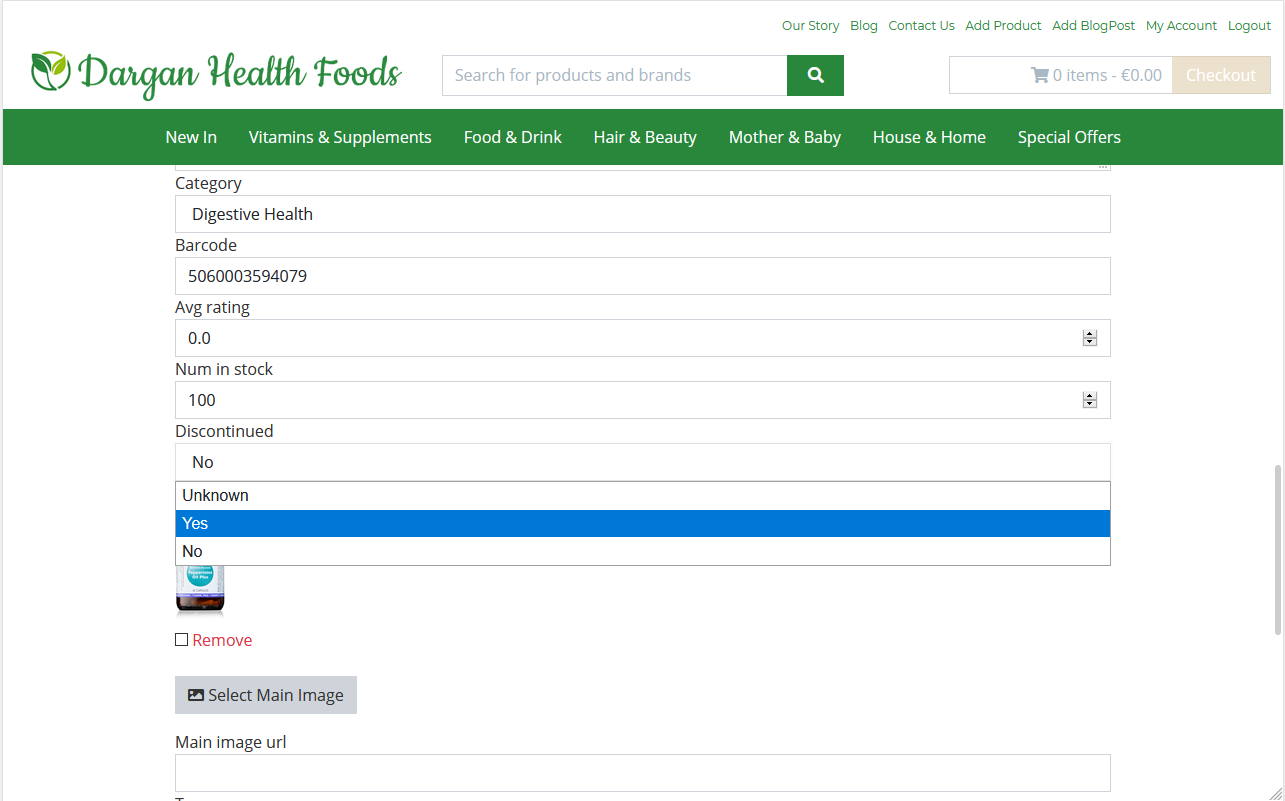 Our Story Blog Contact Us Add Product Add BlogPost My Account Logout
Dargan Health Foods
Search for products and brands
0 items - €0.00 Checkout
New In Vitamins & Supplements Food & Drink Hair & Beauty Mother & Baby House & Home Special Offers
Category
Digestive Health
Barcode
5060003594079
Avg rating
0.0
Num in stock
100
Discontinued
No
Unknown
Yes
No
Peppermint
Oil Plus
Remove
Select Main Image
Main image url